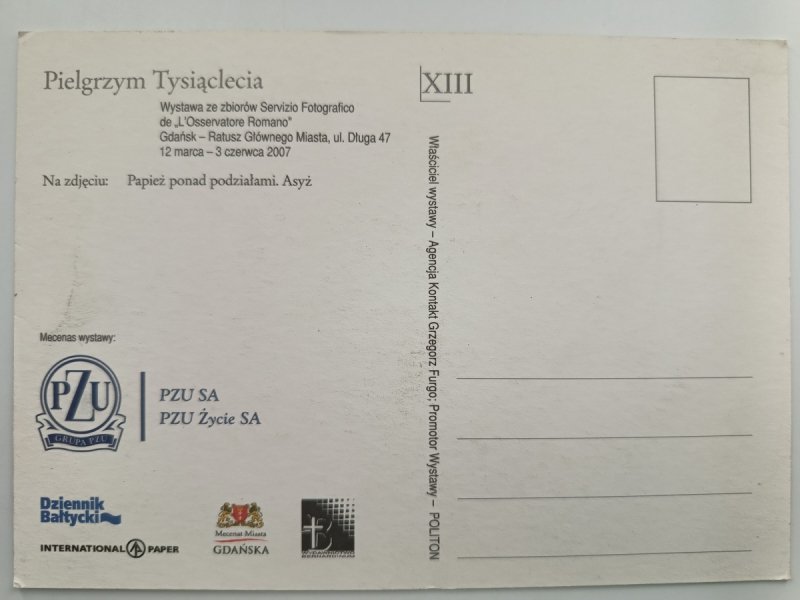 Pielgrzym Tysiąclecia
Wystawa ze zbiorów Servizio Fotografico
de „L'Osservatore Romano"
Gdańsk – Ratusz Głównego Miasta, ul. Długa 47
12 marca – 3 czerwca 2007
Na zdjęciu: Papież ponad podziałami. Asyż
XIII
Właściciel wystawy – Agencja Kontakt Grzegorz Furgo; Promotor Wystawy – POLITON
Mecenas wystawy:
PZU
GRUPA PZU
PZU SA
PZU Życie SA
Dziennik
Bałtycki
INTERNATIONAL PAPER
Mecenat Miasta
GDAŃSKA
WYDAWNICTWO
BERNARDINUM